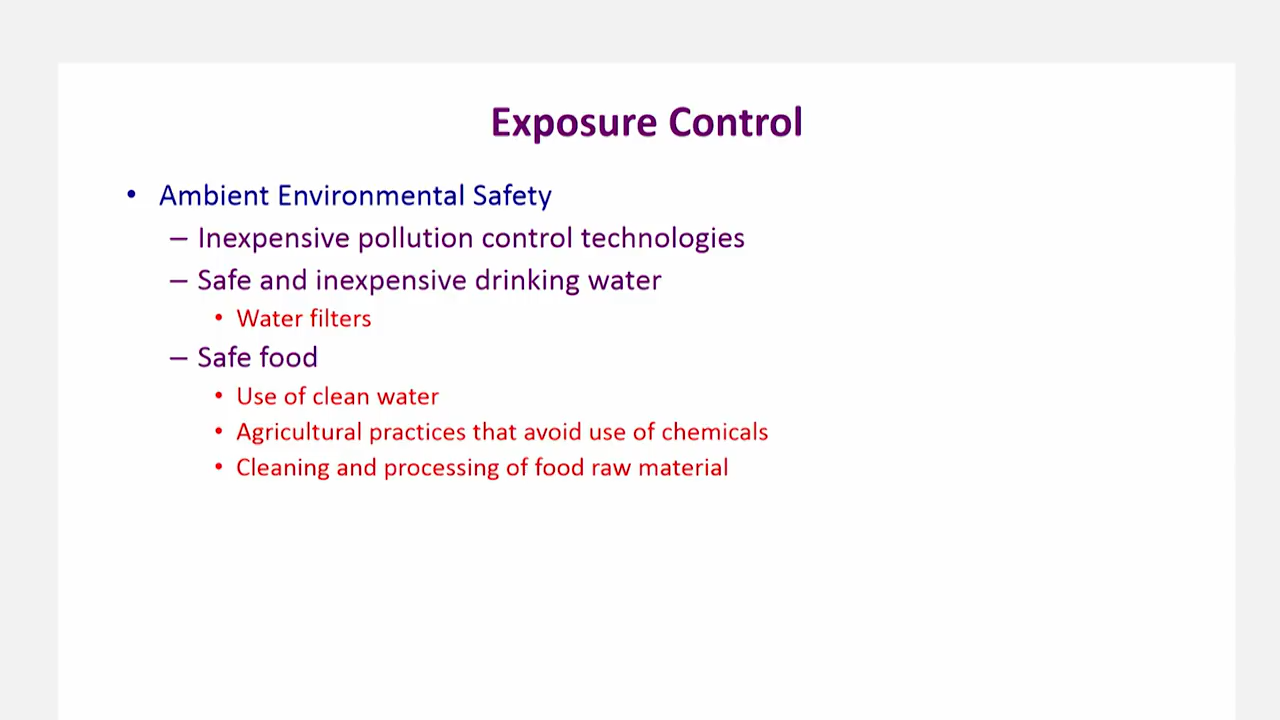 Exposure Control
• Ambient Environmental Safety
– Inexpensive pollution control technologies
– Safe and inexpensive drinking water
• Water filters
– Safe food
• Use of clean water
• Agricultural practices that avoid use of chemicals
• Cleaning and processing of food raw material